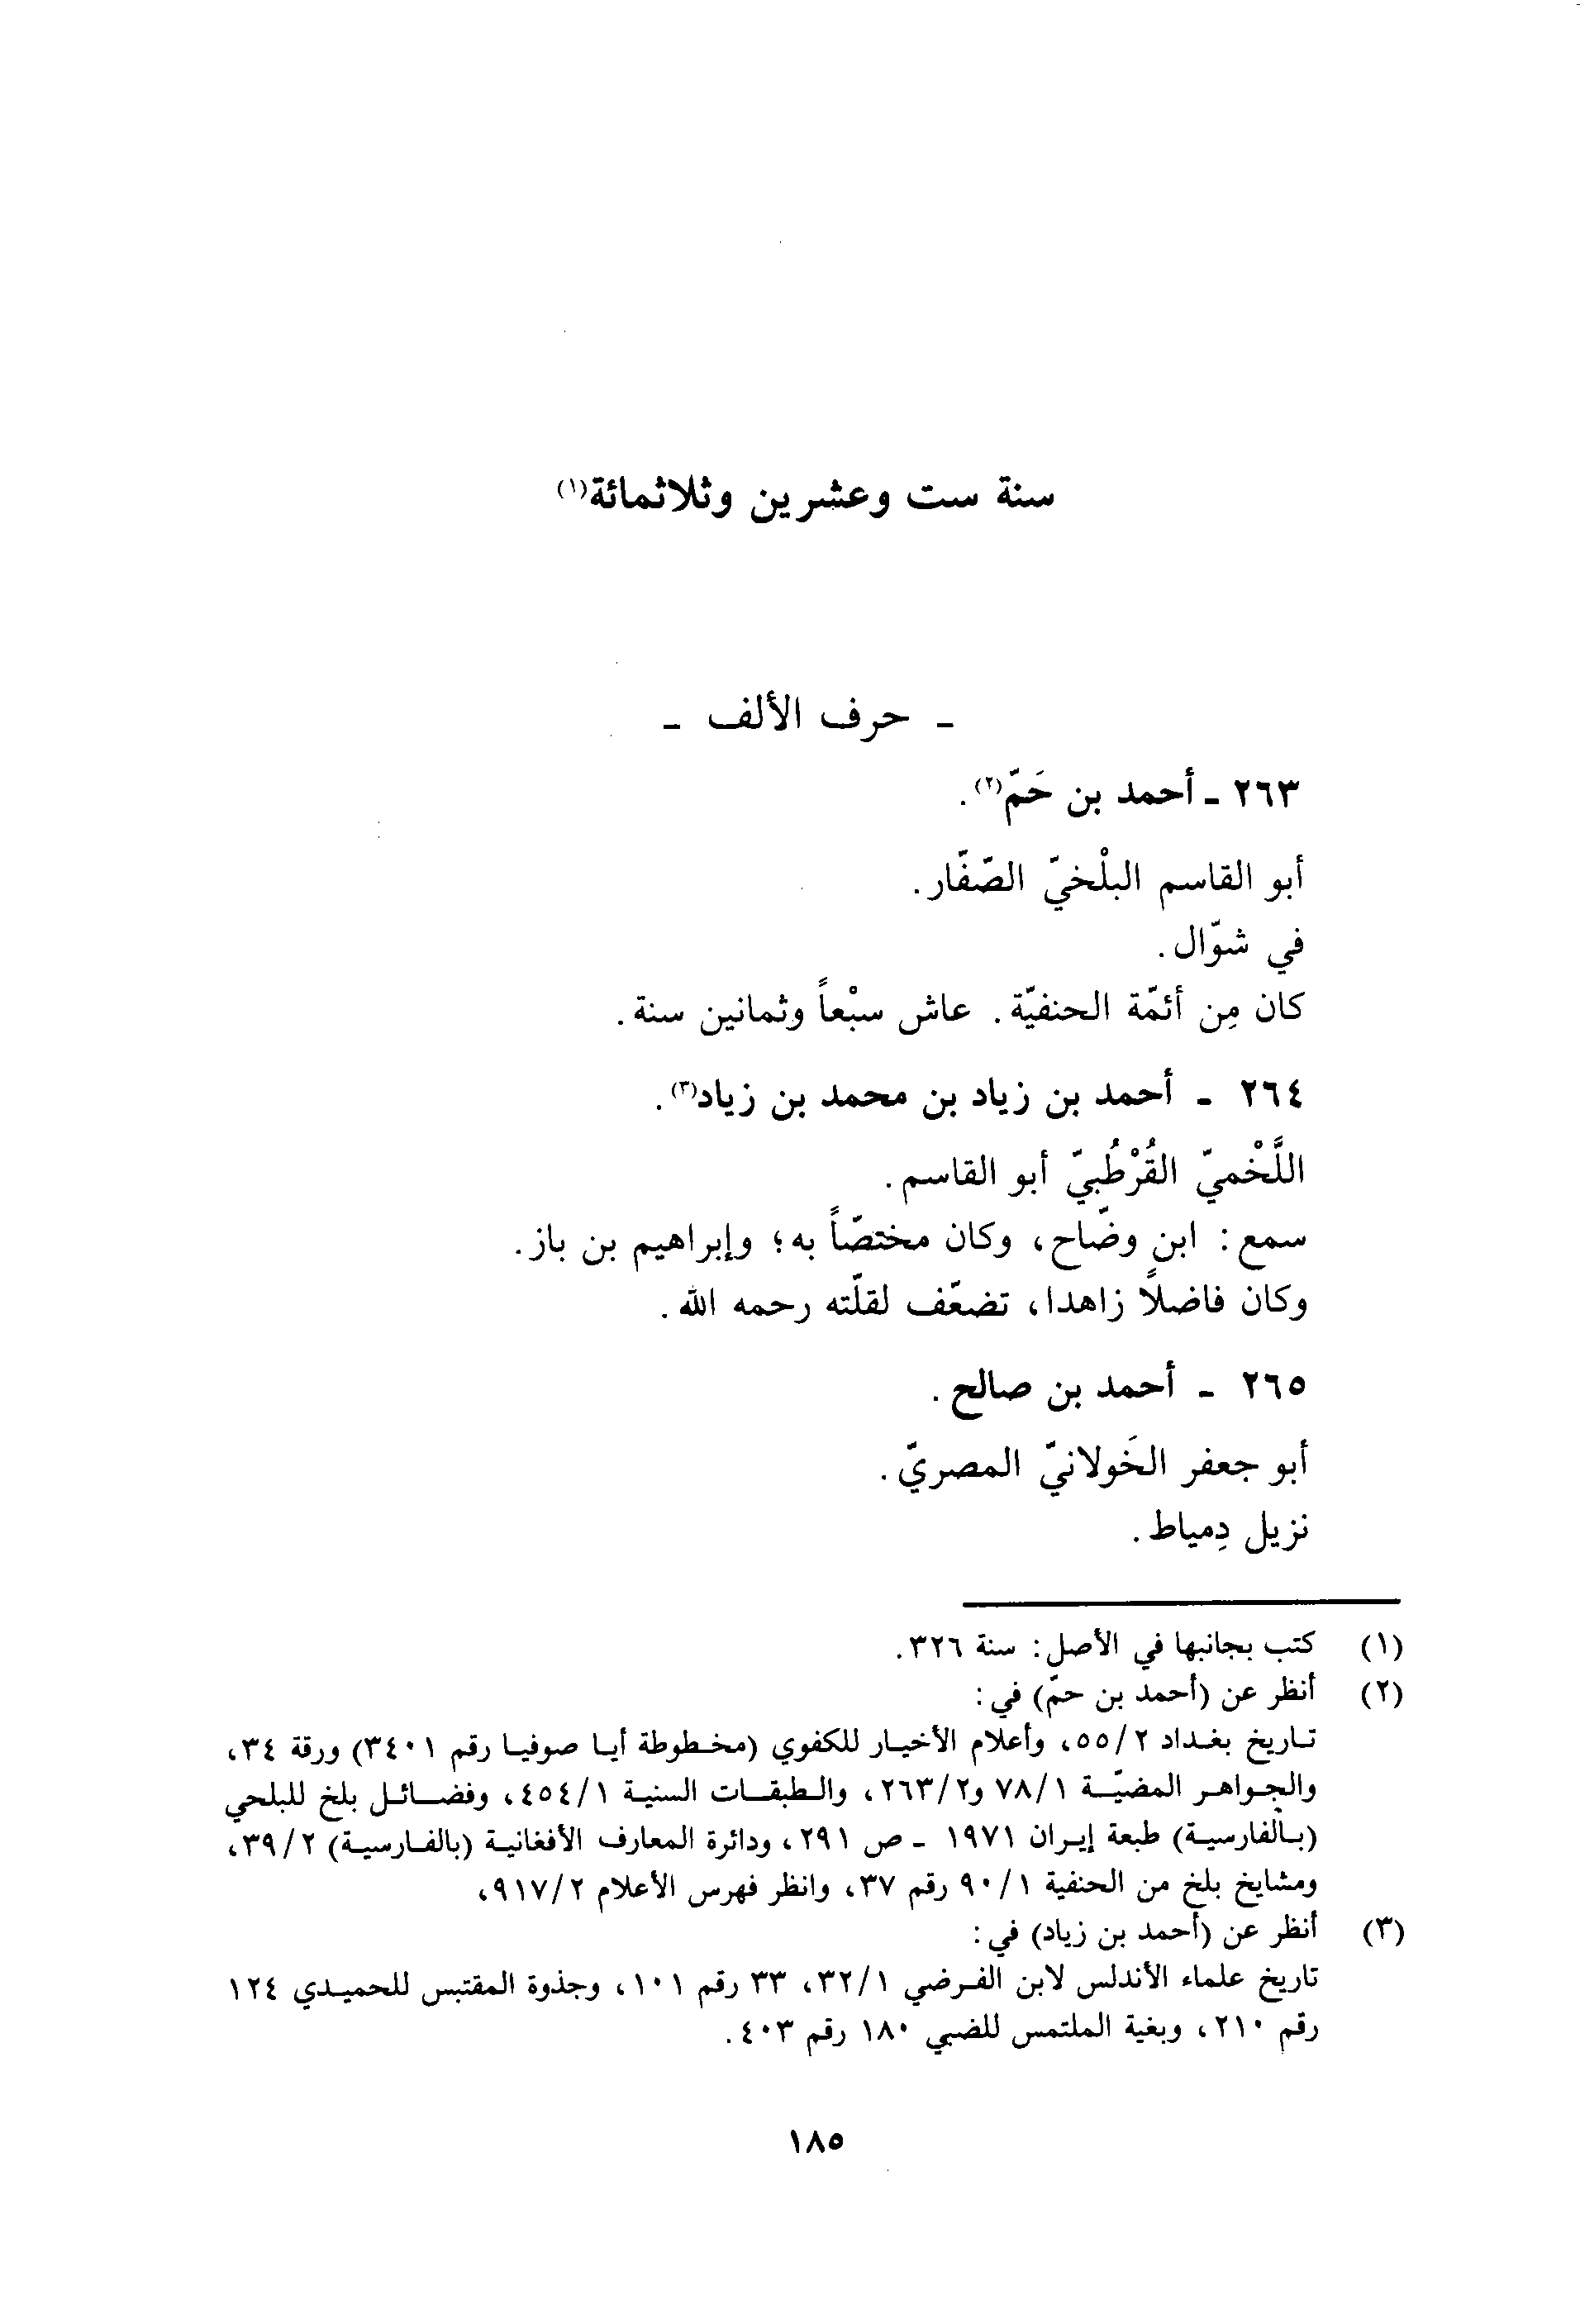 سنة ست وعشرين وثلاثمائة(١)
- حرف الألف -
٢٦٣ - أحمد بن حَمّ(٢).
أبو القاسم البلْخيّ الصّفّار.
في شوّال.
كان مِن أئمّة الحنفيّة. عاش سبْعاً وثمانين سنة.
٢٦٤ - أحمد بن زياد بن محمد بن زياد(٣).
اللَّخْميّ القُرْطُبيّ أبو القاسم.
سمع: ابن وضّاح، وكان مختصّاً به؛ وإبراهيم بن باز.
وكان فاضلاً زاهدا، تضعّف لقلّته رحمه الله.
٢٦٥ - أحمد بن صالح.
أبو جعفر الخَولانيّ المصريّ.
نزيل دِمياط.
(١) كتب بجانبها في الأصل: سنة ٣٢٦.
(٢) أنظر عن (أحمد بن حمّ) في:
تاريخ بغداد ٢/٥٥، وأعلام الأخيار للكفوي (مخطوطة أيا صوفيا رقم ٣٤٠١) ورقة ٣٤،
والجواهر المضيّة ١/٧٨ و٢/٢٦٣، والطبقات السنية ١/٤٥٤، وفضائل بلخ للبلحي
(بالفارسية) طبعة إيران ١٩٧١ - ص ٢٩١، ودائرة المعارف الأفغانية (بالفارسية) ٢/٣٩،
ومشايخ بلخ من الحنفية ١/٩٠ رقم ٣٧، وانظر فهرس الأعلام ٢/٩١٧،
(٣) أنظر عن (أحمد بن زياد) في:
تاريخ علماء الأندلس لابن الفرضي ١/٣٢، ٣٣ رقم ١٠١، وجذوة المقتبس للحميدي ١٢٤
رقم ٢١٠، وبغية الملتمس للضبي ١٨٠ رقم ٤٠٣.
١٨٥